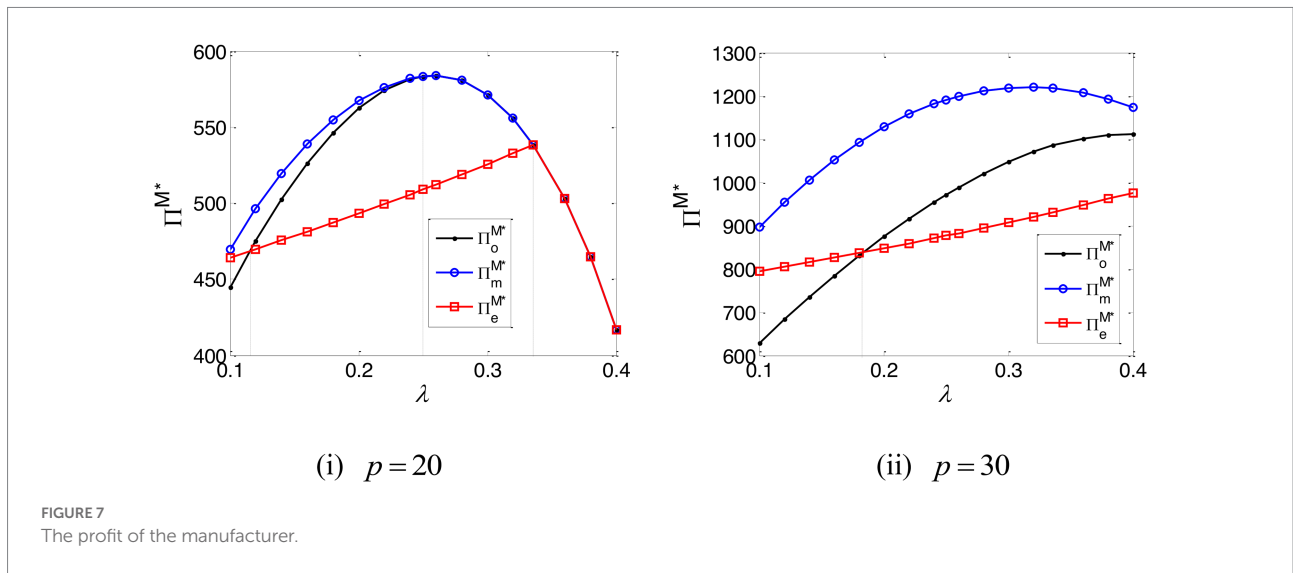 600
550
500
450
400
Π^M*
0.1 0.2 0.3 0.4
λ
Π_o^M*
Π_m^M*
Π_e^M*
(i) p = 20
1300
1200
1100
1000
900
800
700
600
Π^M*
0.1 0.2 0.3 0.4
λ
Π_o^M*
Π_m^M*
Π_e^M*
(ii) p = 30
FIGURE 7
The profit of the manufacturer.